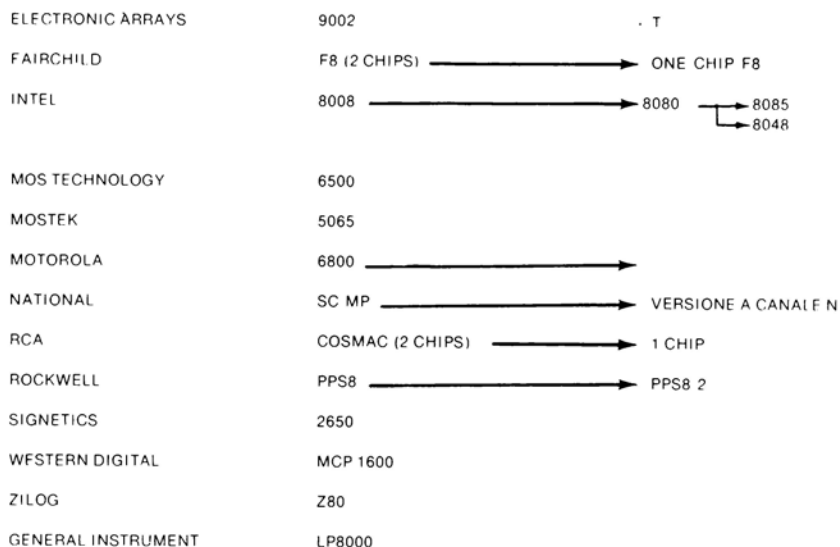 ELECTRONIC ARRAYS 9002 . T
FAIRCHILD F8 (2 CHIPS) ONE CHIP F8
INTEL 8008 8080 8085
8048
MOS TECHNOLOGY 6500
MOSTEK 5065
MOTOROLA 6800
NATIONAL SC MP VERSIONE A CANALE N
RCA COSMAC (2 CHIPS) 1 CHIP
ROCKWELL PPS8 PPS8 2
SIGNETICS 2650
WESTERN DIGITAL MCP 1600
ZILOG Z80
GENERAL INSTRUMENT LP8000